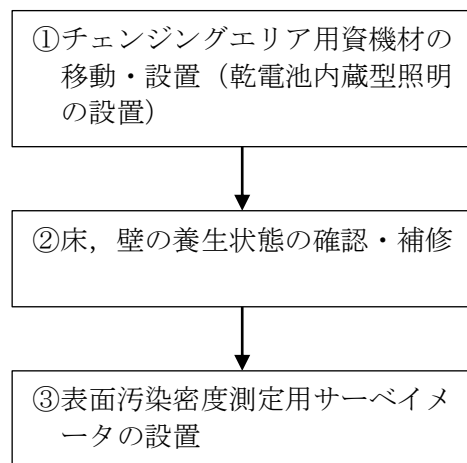 ①チェンジングエリア用資機材の
移動・設置（乾電池内蔵型照明
の設置）
②床，壁の養生状態の確認・補修
③表面汚染密度測定用サーベイメ
ータの設置